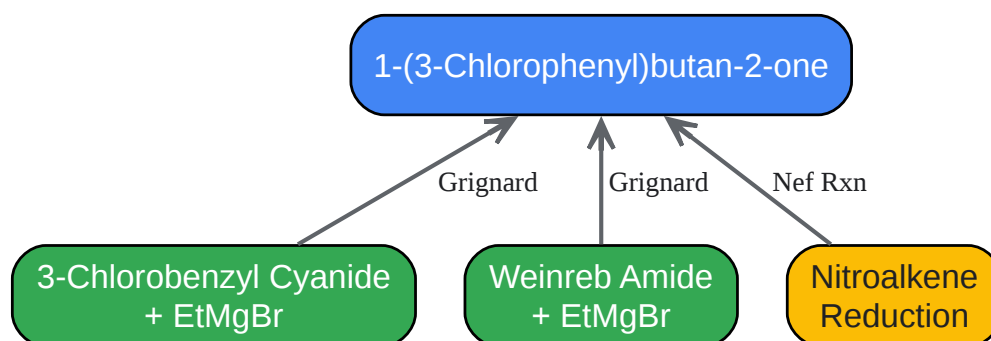 1-(3-Chlorophenyl)butan-2-one
Grignard
Grignard
Nef Rxn
3-Chlorobenzyl Cyanide
+ EtMgBr
Weinreb Amide
+ EtMgBr
Nitroalkene
Reduction